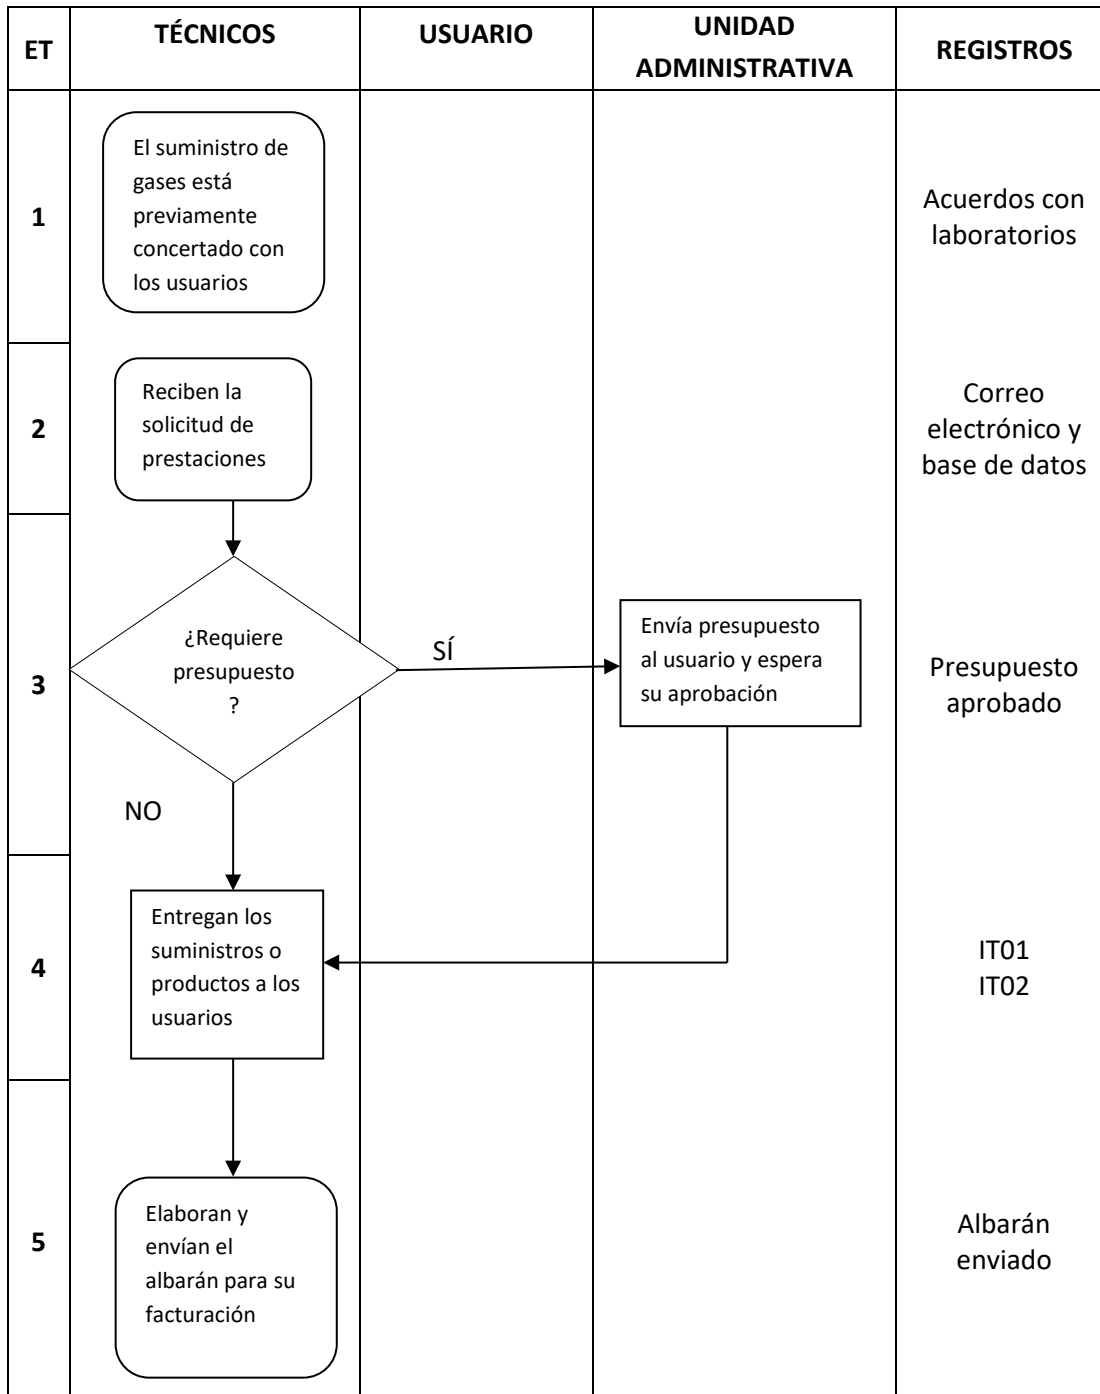 ET
TÉCNICOS
USUARIO
UNIDAD
ADMINISTRATIVA
REGISTROS
1
El suministro de
gases está
previamente
concertado con
los usuarios
Acuerdos con
laboratorios
2
Reciben la
solicitud de
prestaciones
Correo
electrónico y
base de datos
3
¿Requiere
presupuesto
?
SÍ
Envía presupuesto
al usuario y espera
su aprobación
Presupuesto
aprobado
NO
4
Entregan los
suministros o
productos a los
usuarios
IT01
IT02
5
Elaboran y
envían el
albarán para su
facturación
Albarán
enviado